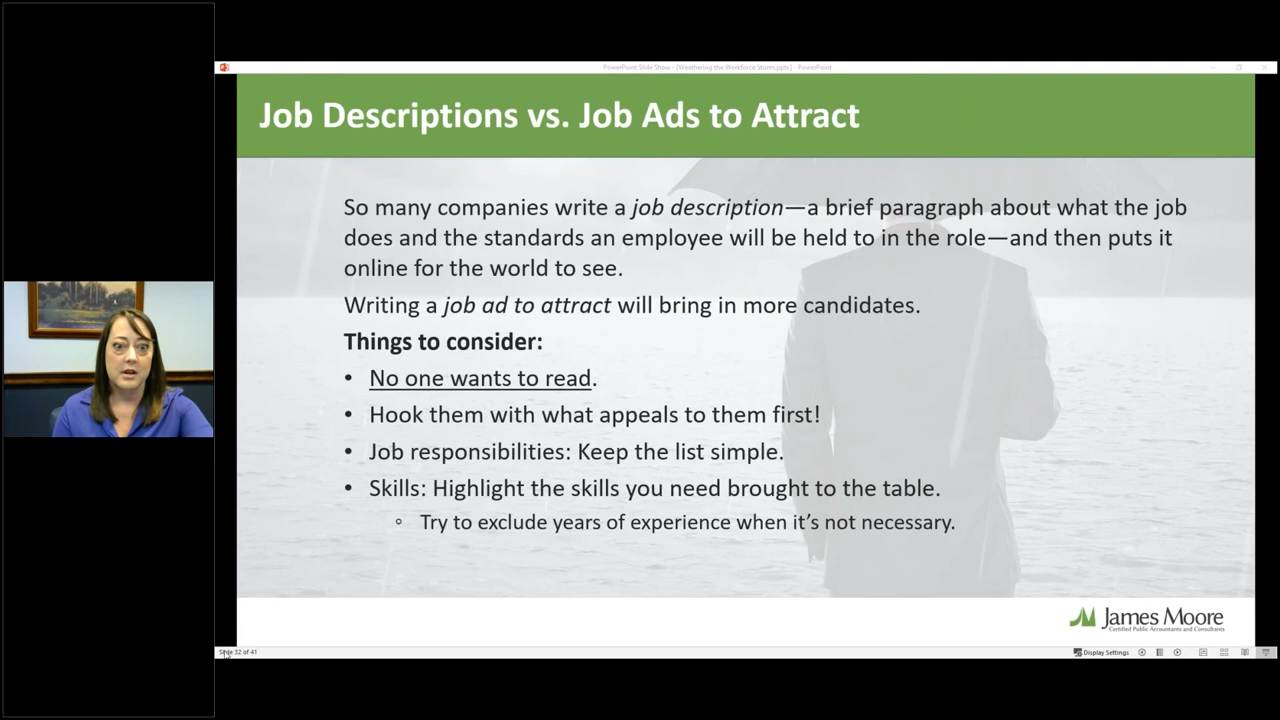 PowerPoint Slide Show - [Weathering the Workforce Storm.pptx] - PowerPoint
Job Descriptions vs. Job Ads to Attract
So many companies write a job description—a brief paragraph about what the job
does and the standards an employee will be held to in the role—and then puts it
online for the world to see.
Writing a job ad to attract will bring in more candidates.
Things to consider:
• No one wants to read.
• Hook them with what appeals to them first!
• Job responsibilities: Keep the list simple.
• Skills: Highlight the skills you need brought to the table.
◦ Try to exclude years of experience when it's not necessary.
James Moore
Certified Public Accountants and Consultants
Slide 32 of 41
Display Settings